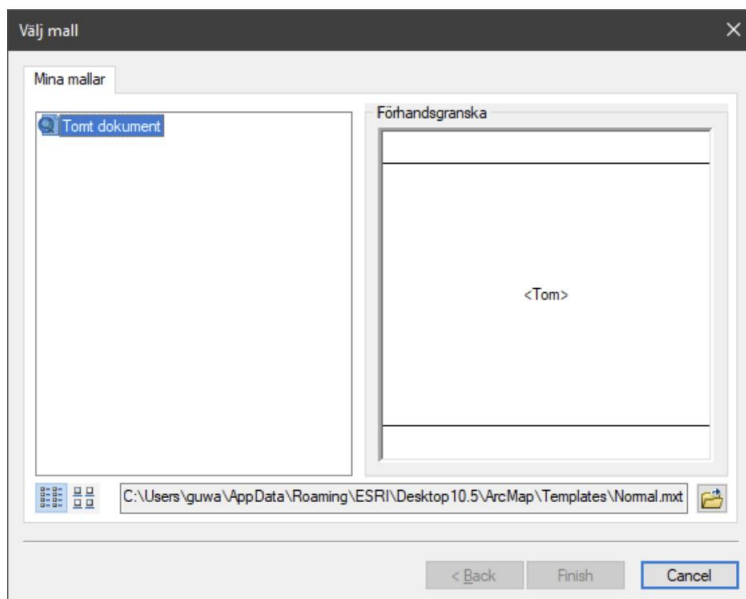 Välj mall
Mina mallar
Tomt dokument
Förhandsgranska
<Tom>
C:\Users\guwa\AppData\Roaming\ESRI\Desktop10.5\ArcMap\Templates\Normal.mxt
< Back
Finish
Cancel